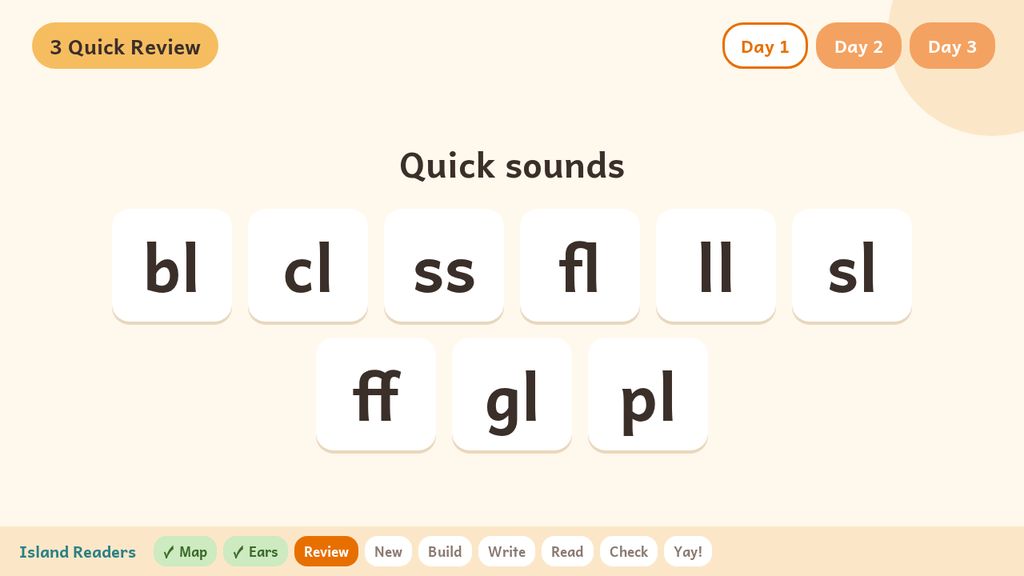 3 Quick Review
Day 1 Day 2 Day 3
Quick sounds
bl cl ss fl ll sl
ff gl pl
Island Readers ✓ Map ✓ Ears Review New Build Write Read Check Yay!